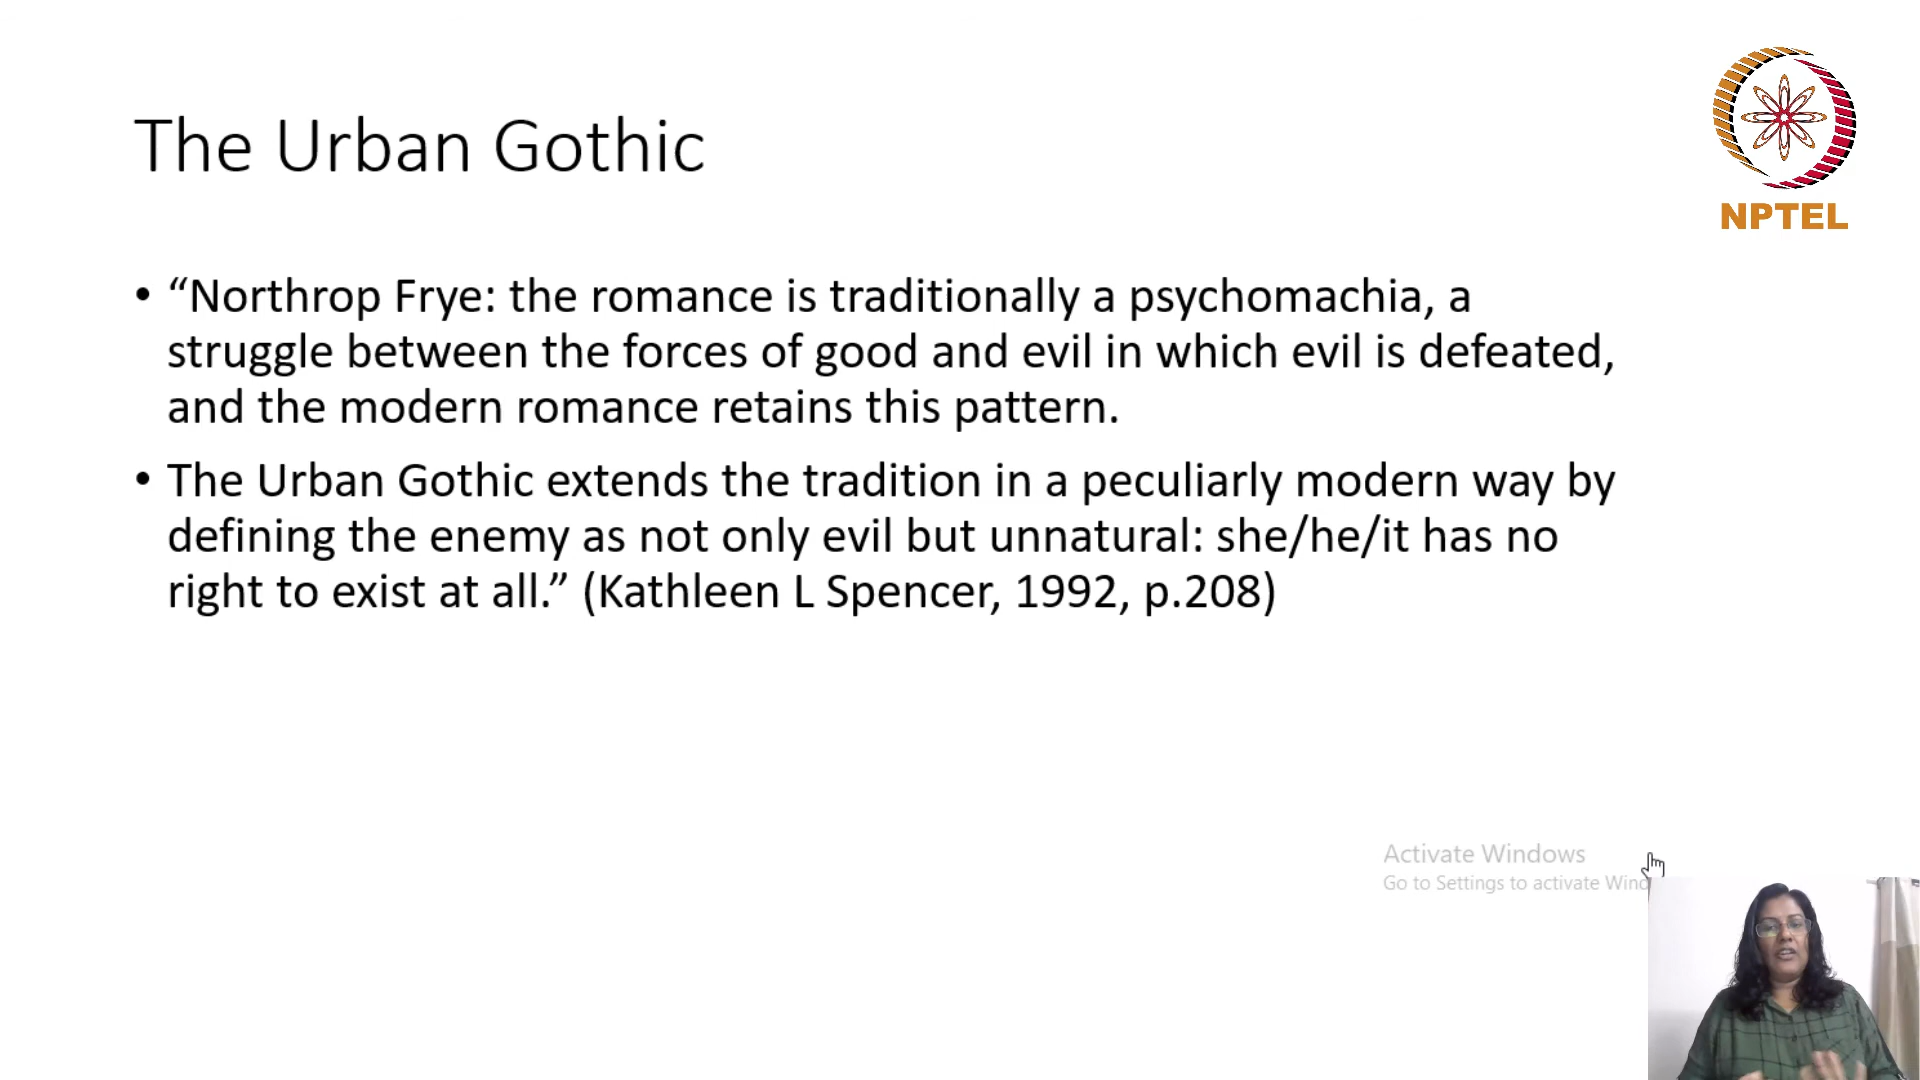 The Urban Gothic
NPTEL
• “Northrop Frye: the romance is traditionally a psychomachia, a
struggle between the forces of good and evil in which evil is defeated,
and the modern romance retains this pattern.
• The Urban Gothic extends the tradition in a peculiarly modern way by
defining the enemy as not only evil but unnatural: she/he/it has no
right to exist at all.” (Kathleen L Spencer, 1992, p.208)
Activate Windows
Go to Settings to activate Wind